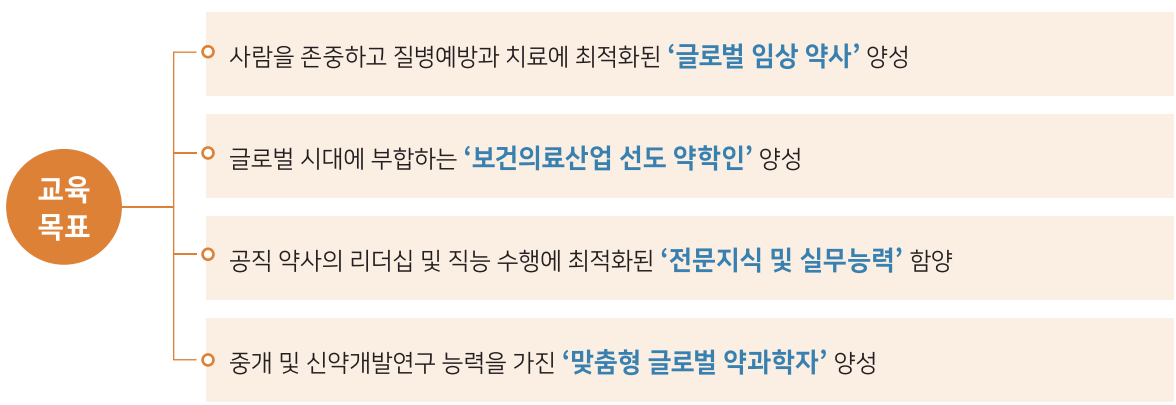 교육
목표
사람을 존중하고 질병예방과 치료에 최적화된 ‘글로벌 임상 약사’ 양성
글로벌 시대에 부합하는 ‘보건의료산업 선도 약학인’ 양성
공직 약사의 리더십 및 직능 수행에 최적화된 ‘전문지식 및 실무능력’ 함양
중개 및 신약개발연구 능력을 가진 ‘맞춤형 글로벌 약과학자’ 양성